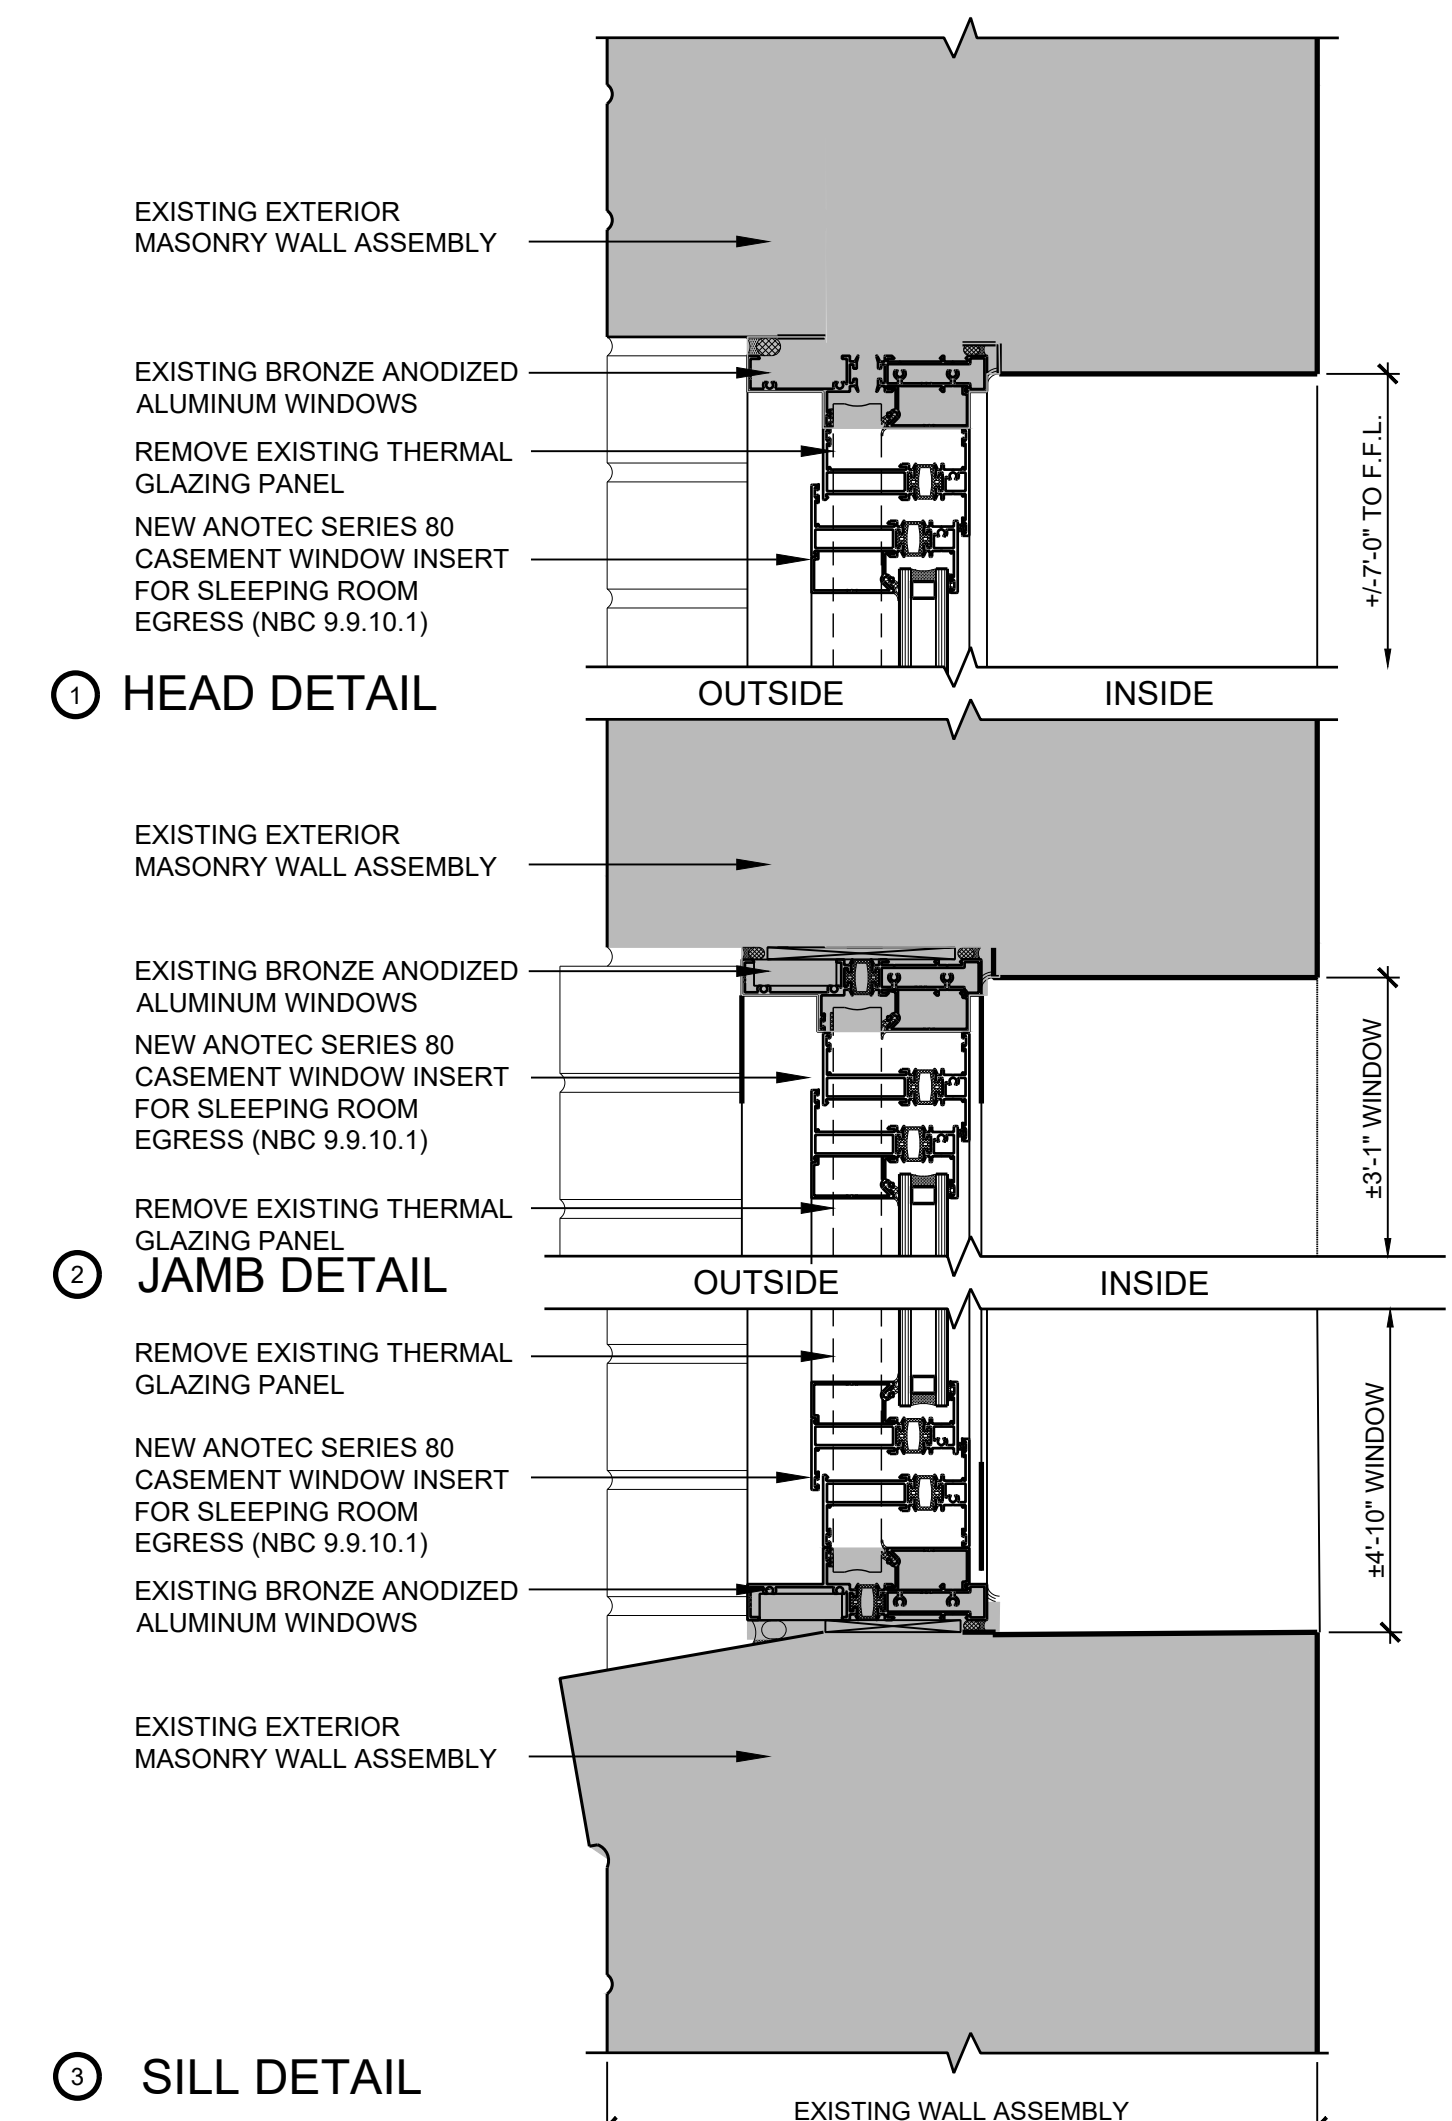 EXISTING EXTERIOR
MASONRY WALL ASSEMBLY
EXISTING BRONZE ANODIZED
ALUMINUM WINDOWS
REMOVE EXISTING THERMAL
GLAZING PANEL
NEW ANOTEC SERIES 80
CASEMENT WINDOW INSERT
FOR SLEEPING ROOM
EGRESS (NBC 9.9.10.1)
+/-7'-0" TO F.F.L.
1 HEAD DETAIL
OUTSIDE INSIDE
EXISTING EXTERIOR
MASONRY WALL ASSEMBLY
EXISTING BRONZE ANODIZED
ALUMINUM WINDOWS
NEW ANOTEC SERIES 80
CASEMENT WINDOW INSERT
FOR SLEEPING ROOM
EGRESS (NBC 9.9.10.1)
±3'-1" WINDOW
REMOVE EXISTING THERMAL
GLAZING PANEL
2 JAMB DETAIL
OUTSIDE INSIDE
REMOVE EXISTING THERMAL
GLAZING PANEL
NEW ANOTEC SERIES 80
CASEMENT WINDOW INSERT
FOR SLEEPING ROOM
EGRESS (NBC 9.9.10.1)
±4'-10" WINDOW
EXISTING BRONZE ANODIZED
ALUMINUM WINDOWS
EXISTING EXTERIOR
MASONRY WALL ASSEMBLY
3 SILL DETAIL
EXISTING WALL ASSEMBLY